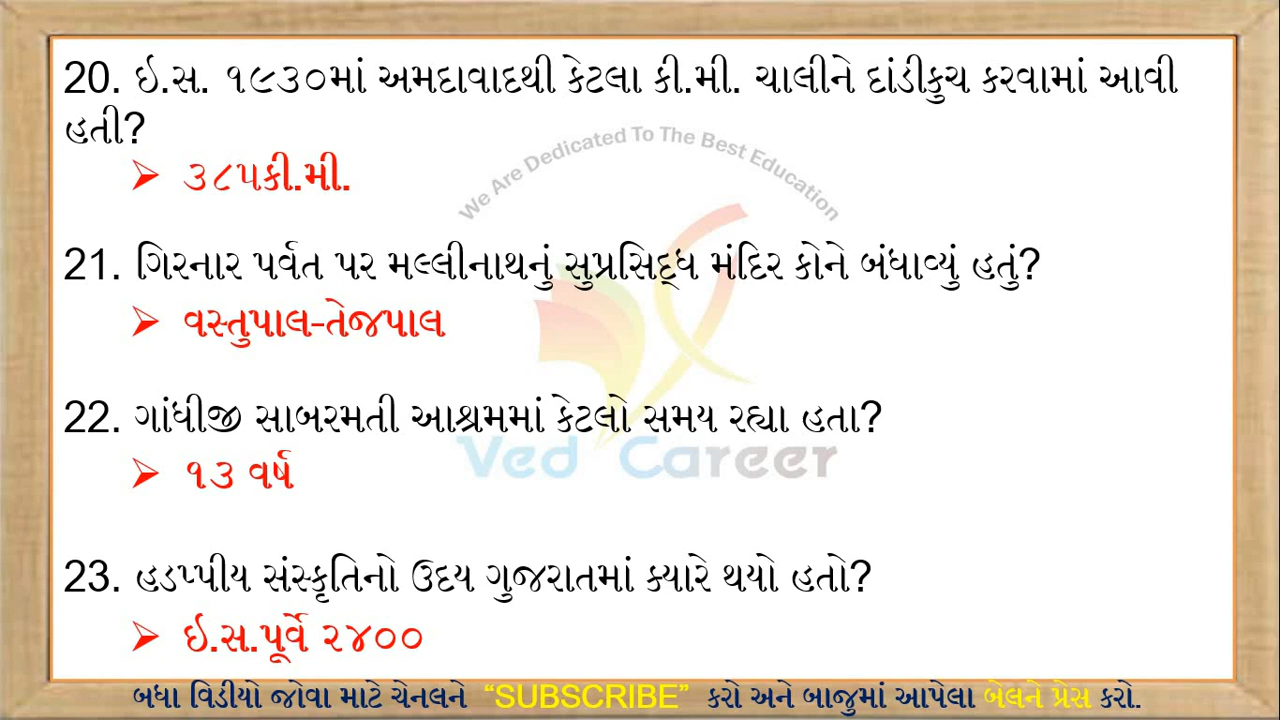 20. ઇ.સ. ૧૯૩૦માં અમદાવાદથી કેટલા કી.મી. ચાલીને દાંડીકુચ કરવામાં આવી
હતી?
➢ ૩૮૫કી.મી.
We Are Dedicated To The Best Education
21. ગિરનાર પર્વત પર મલ્લીનાથનું સુપ્રસિદ્ધ મંદિર કોને બંધાવ્યું હતું?
➢ વસ્તુપાલ-તેજપાલ
22. ગાંધીજી સાબરમતી આશ્રમમાં કેટલો સમય રહ્યા હતા?
Ved Career
➢ ૧૩ વર્ષ
23. હડપ્પીય સંસ્કૃતિનો ઉદય ગુજરાતમાં ક્યારે થયો હતો?
➢ ઇ.સ.પૂર્વે ૨૪૦૦
બધા વિડીયો જોવા માટે ચેનલને “SUBSCRIBE” કરો અને બાજુમાં આપેલા બેલને પ્રેસ કરો.